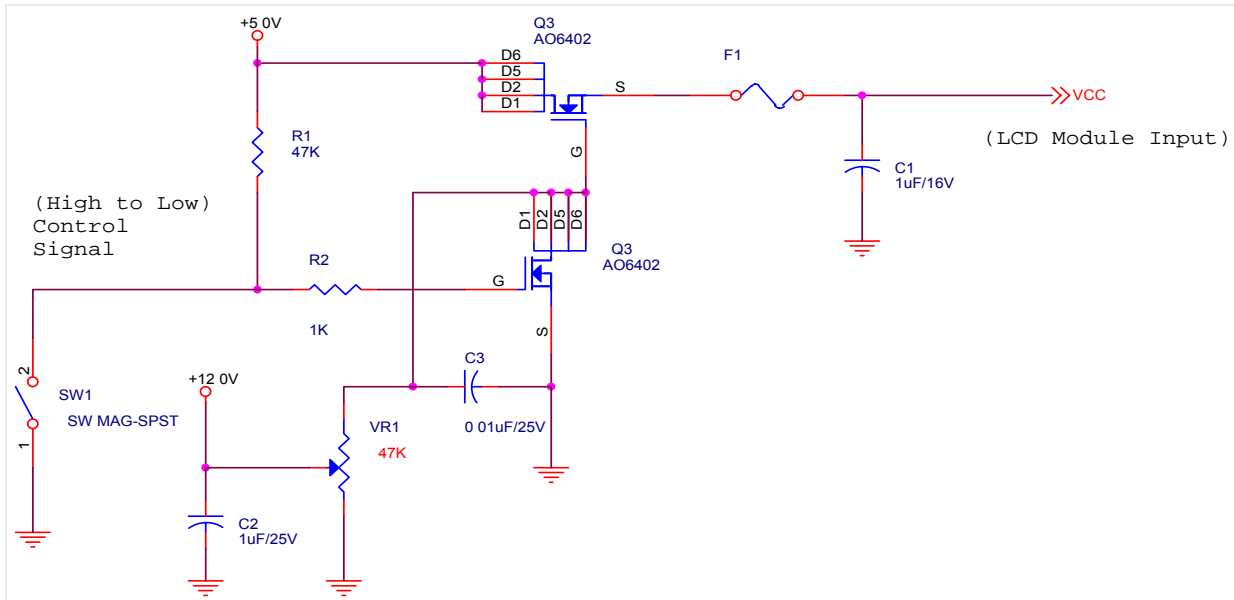 +5 0V
Q3
AO6402
D6
D5
D2
D1
S
G
F1
VCC
(LCD Module Input)
R1
47K
C1
1uF/16V
(High to Low)
Control
Signal
D1
D2
D5
D6
Q3
AO6402
R2
1K
G
S
2
1
SW1
SW MAG-SPST
+12 0V
C3
0 01uF/25V
VR1
47K
C2
1uF/25V